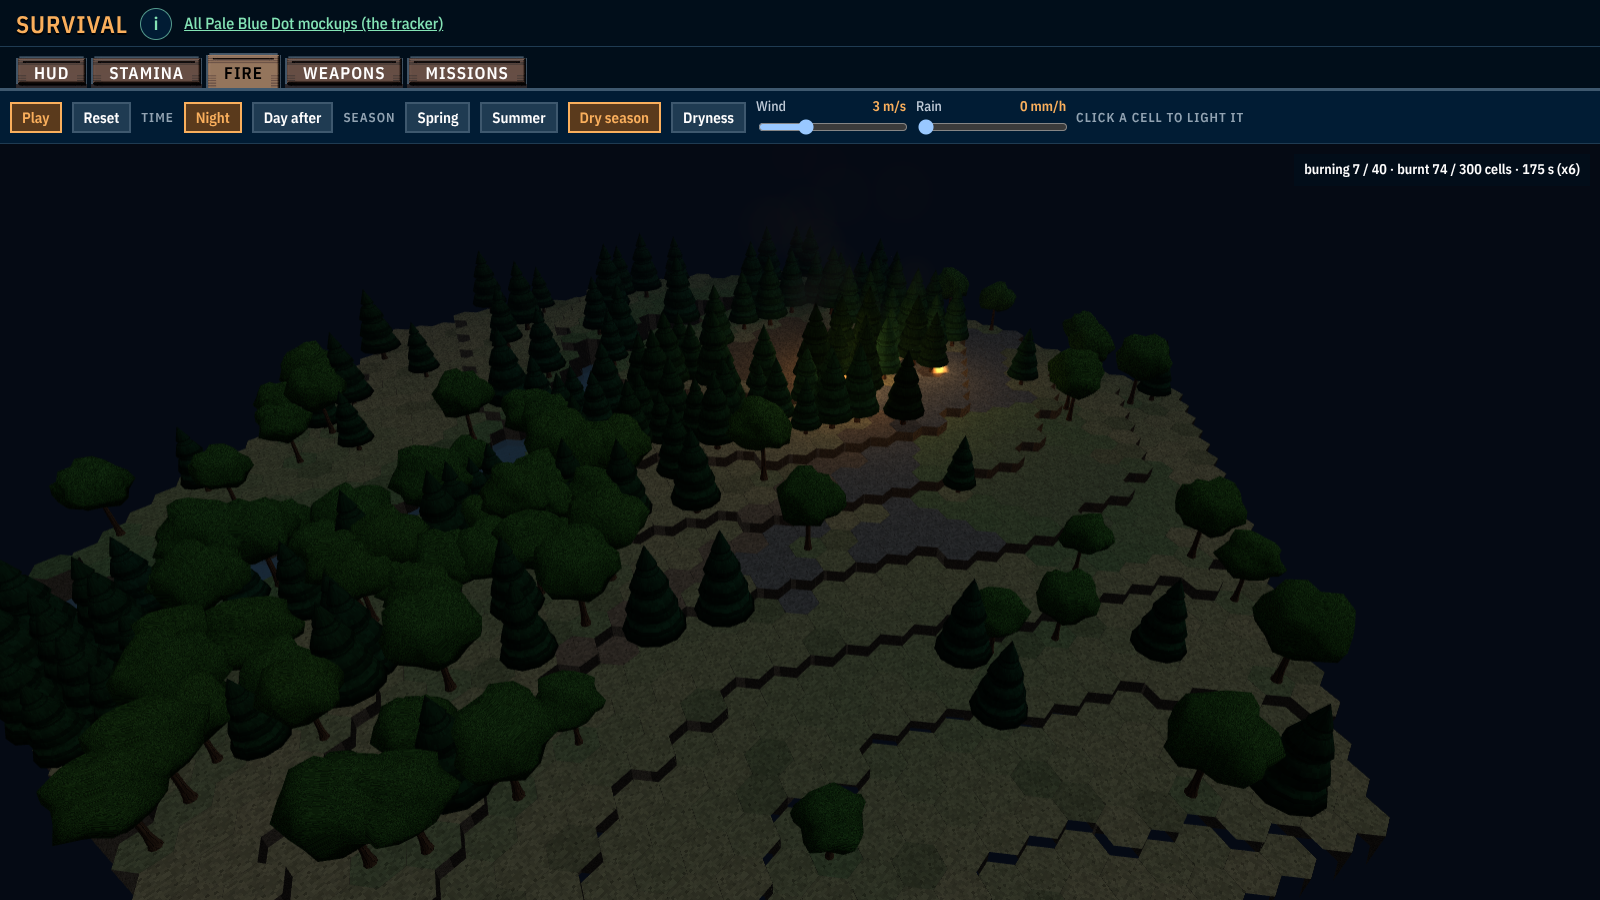 SURVIVAL i All Pale Blue Dot mockups (the tracker)
HUD STAMINA FIRE WEAPONS MISSIONS
Play Reset TIME Night Day after SEASON Spring Summer Dry season Dryness Wind 3 m/s Rain 0 mm/h CLICK A CELL TO LIGHT IT
burning 7 / 40 · burnt 74 / 300 cells · 175 s (x6)